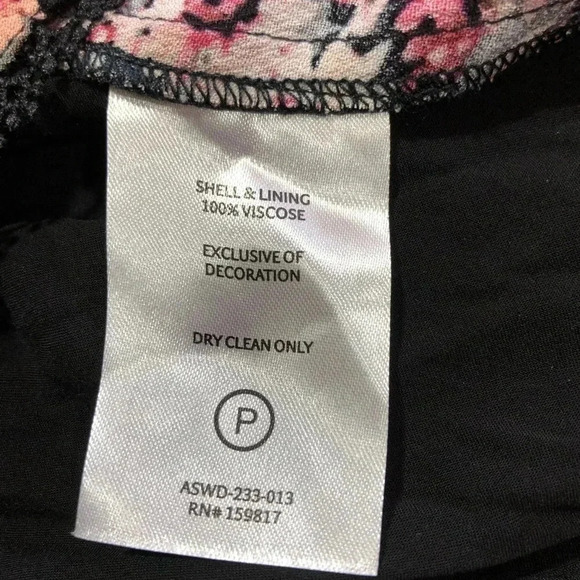 SHELL & LINING
100% VISCOSE
EXCLUSIVE OF
DECORATION
DRY CLEAN ONLY
P
ASWD-233-013
RN# 159817